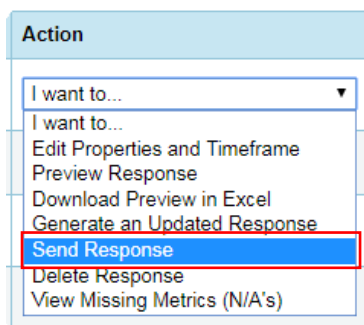 Action
I want to...
I want to...
Edit Properties and Timeframe
Preview Response
Download Preview in Excel
Generate an Updated Response
Send Response
Delete Response
View Missing Metrics (N/A's)